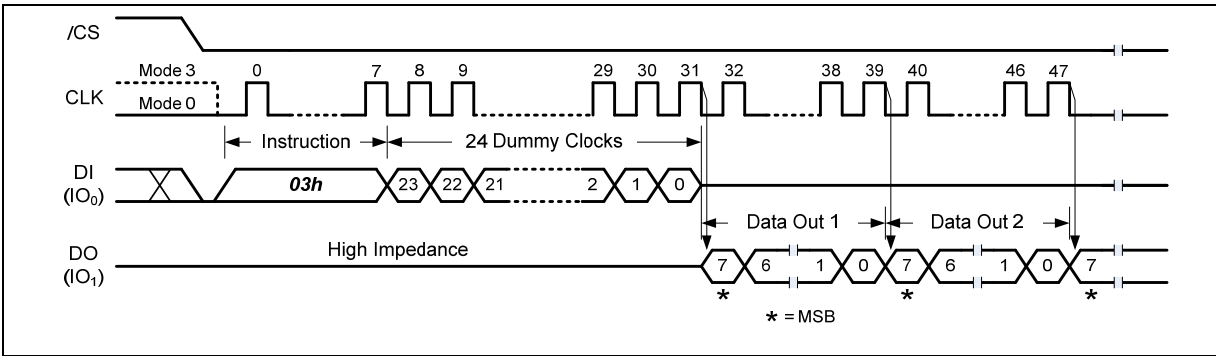 /CS
Mode 3
0 7 8 9 29 30 31 32 38 39 40 46 47
CLK
Mode 0
Instruction 24 Dummy Clocks
DI
(IO0)
03h 23 22 21 2 1 0
Data Out 1 Data Out 2
DO
(IO1)
High Impedance
7 6 1 0 7 6 1 0 7
* * *
* = MSB